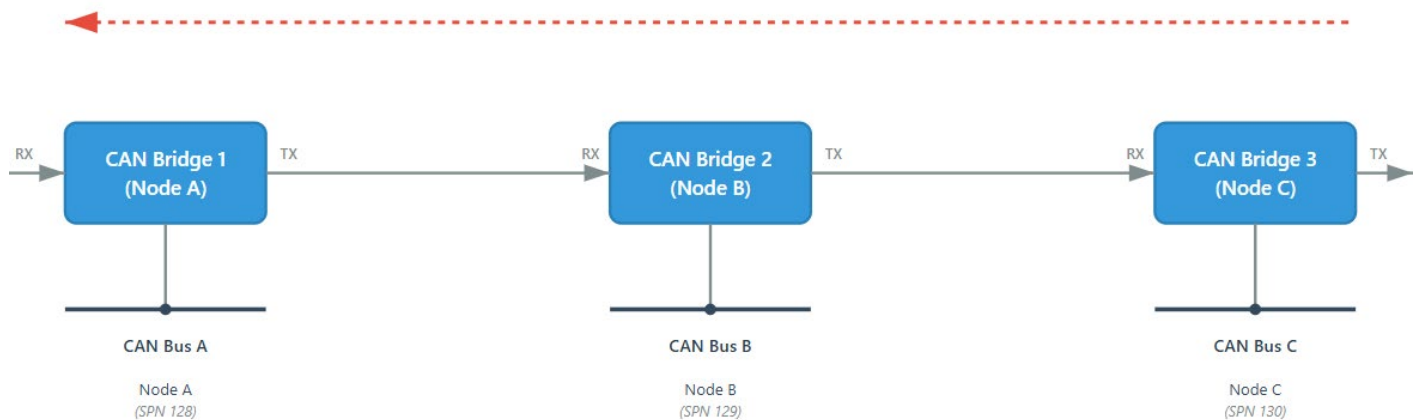 RX
CAN Bridge 1
(Node A)
TX
RX
CAN Bridge 2
(Node B)
TX
RX
CAN Bridge 3
(Node C)
TX
CAN Bus A
CAN Bus B
CAN Bus C
Node A
(SPN 128)
Node B
(SPN 129)
Node C
(SPN 130)